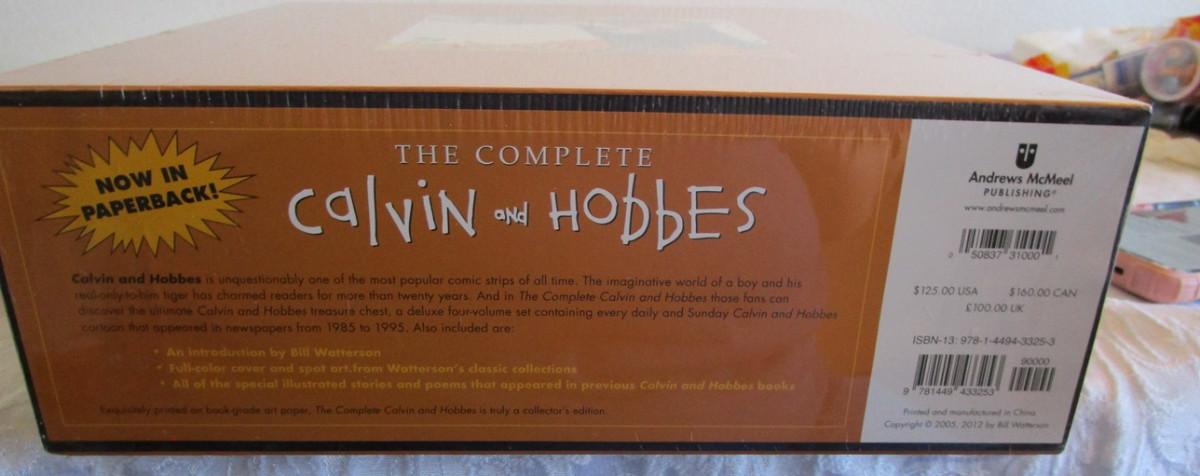 NOW IN
PAPERBACK!
THE COMPLETE
Calvin and Hobbes
Calvin and Hobbes is unquestionably one of the most popular comic strips of all time. The imaginative world of a boy and his
real-only-to-him tiger has charmed readers for more than twenty years. And in The Complete Calvin and Hobbes those fans can
discover the ultimate Calvin and Hobbes treasure chest, a deluxe four-volume set containing every daily and Sunday Calvin and Hobbes
cartoon that appeared in newspapers from 1985 to 1995. Also included are:
• An introduction by Bill Watterson
• Full-color cover and spot art from Watterson's classic collections
• All of the special illustrated stories and poems that appeared in previous Calvin and Hobbes books
Exquisitely printed on book-grade art paper, The Complete Calvin and Hobbes is truly a collector's edition.
Andrews McMeel
PUBLISHING®
www.andrewsmcmeel.com
0 50837 31000 1
$125.00 USA $160.00 CAN
£100.00 UK
ISBN-13: 978-1-4494-3325-3
90000
9 781449 433253
Printed and manufactured in China
Copyright © 2005, 2012 by Bill Watterson